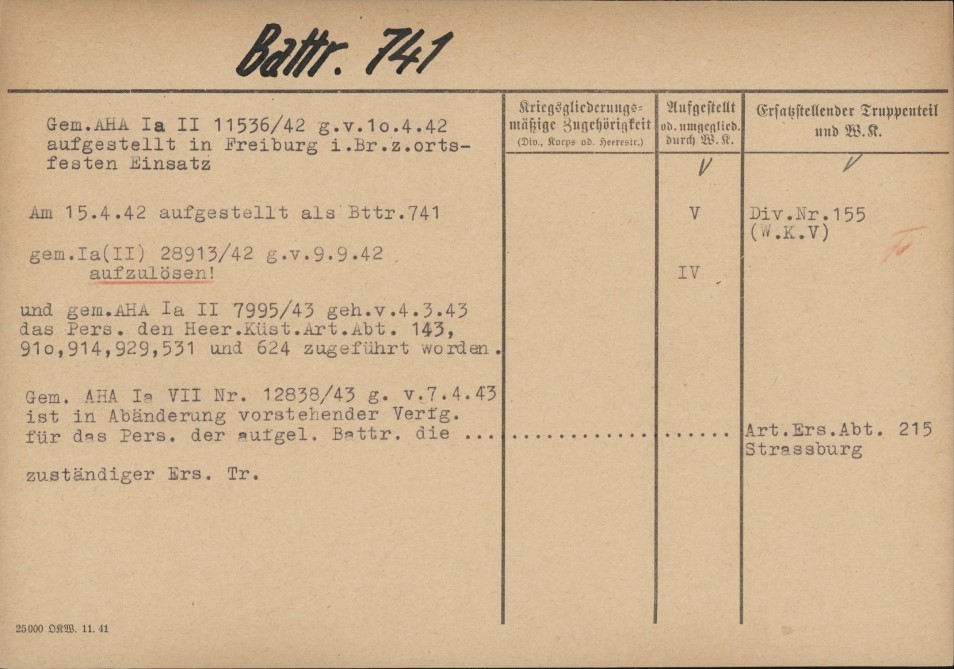 Battr. 741
Kriegsgliederungs-
mäßige Zugehörigkeit
(Div., Korps od. Heerestr.)
Aufgestellt
od. umgeglied.
durch W. K.
Ersatzstellender Truppenteil
und W. K.
Gem.AHA Ia II 11536/42 g.v.1o.4.42
aufgestellt in Freiburg i.Br.z.orts-
festen Einsatz
V
V
Am 15.4.42 aufgestellt als Bttr.741
V
Div.Nr.155
(W.K.V)
gem.Ia(II) 28913/42 g.v.9.9.42
aufzulösen!
IV
und gem.AHA Ia II 7995/43 geh.v.4.3.43
das Pers. den Heer.Küst.Art.Abt. 143,
91o,914,929,531 und 624 zugeführt worden.
Gem. AHA Ia VII Nr. 12838/43 g. v.7.4.43
ist in Abänderung vorstehender Verfg.
für das Pers. der aufgel. Battr. die ......................
Art.Ers.Abt. 215
Strassburg
zuständiger Ers. Tr.
25000 OKW. 11. 41